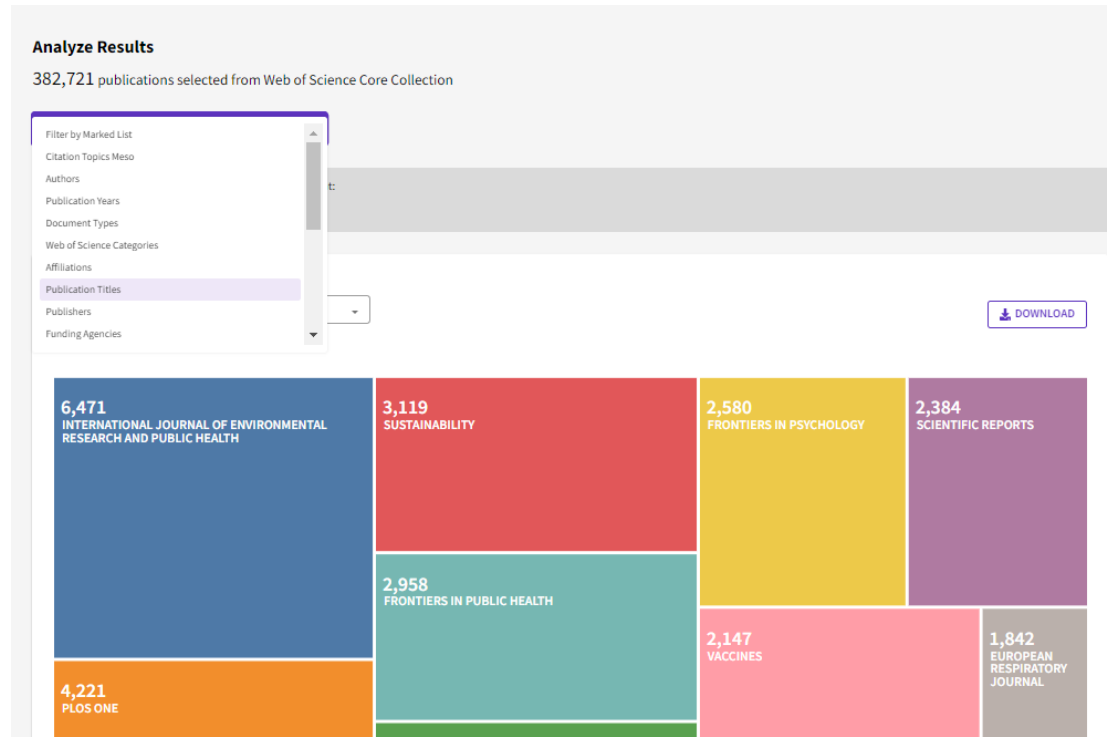 Analyze Results
382,721 publications selected from Web of Science Core Collection
Filter by Marked List
Citation Topics Meso
Authors
Publication Years
Document Types
Web of Science Categories
Affiliations
Publication Titles
Publishers
Funding Agencies
t:
DOWNLOAD
6,471
INTERNATIONAL JOURNAL OF ENVIRONMENTAL
RESEARCH AND PUBLIC HEALTH
3,119
SUSTAINABILITY
2,580
FRONTIERS IN PSYCHOLOGY
2,384
SCIENTIFIC REPORTS
2,958
FRONTIERS IN PUBLIC HEALTH
2,147
VACCINES
1,842
EUROPEAN
RESPIRATORY
JOURNAL
4,221
PLOS ONE